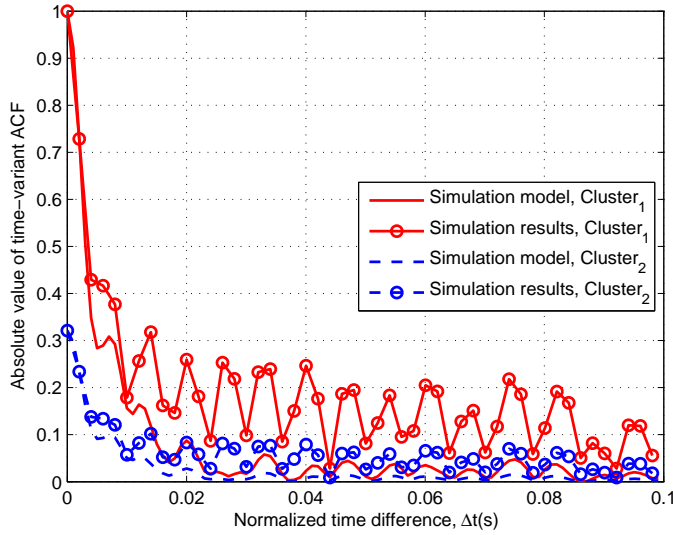 1
0.9
0.8
0.7
0.6
0.5
0.4
0.3
0.2
0.1
0
Absolute value of time−variant ACF
Simulation model, Cluster1
Simulation results, Cluster1
Simulation model, Cluster2
Simulation results, Cluster2
0 0.02 0.04 0.06 0.08 0.1
Normalized time difference, Δt(s)